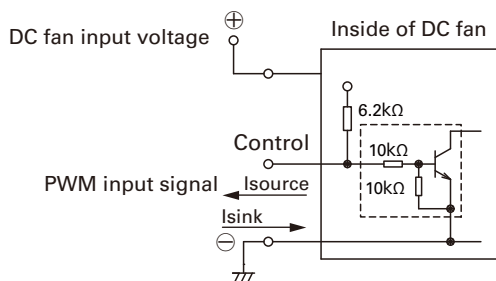 ⊕
DC fan input voltage
Inside of DC fan
6.2kΩ
Control
10kΩ
10kΩ
PWM input signal
Isource
Isink
⊖